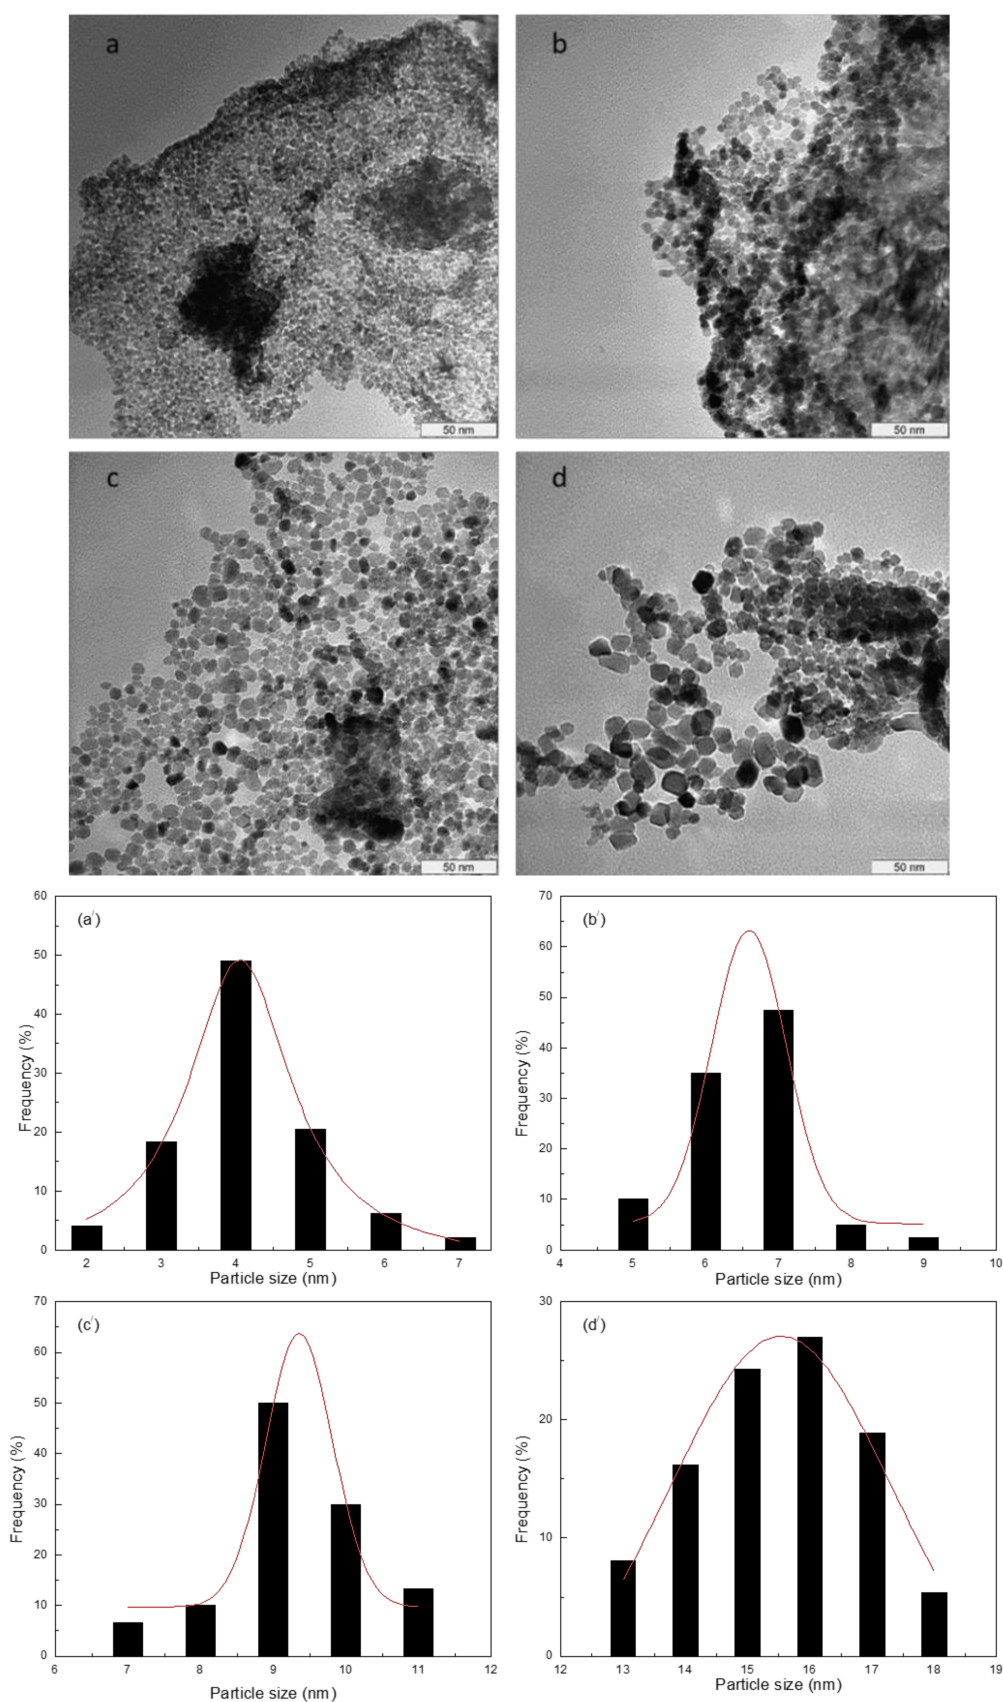 a
b
50 nm
50 nm
c
d
50 nm
50 nm
(a/)
60
50
40
30
20
10
0
Frequency (%)
2
3
4
5
6
7
Particle size (nm)
(b/)
70
60
50
40
30
20
10
0
Frequency (%)
4
5
6
7
8
9
10
Particle size (nm)
(c/)
70
60
50
40
30
20
10
0
Frequency (%)
6
7
8
9
10
11
12
Particle size (nm)
(d/)
30
20
10
0
Frequency (%)
12
13
14
15
16
17
18
19
Particle size (nm)